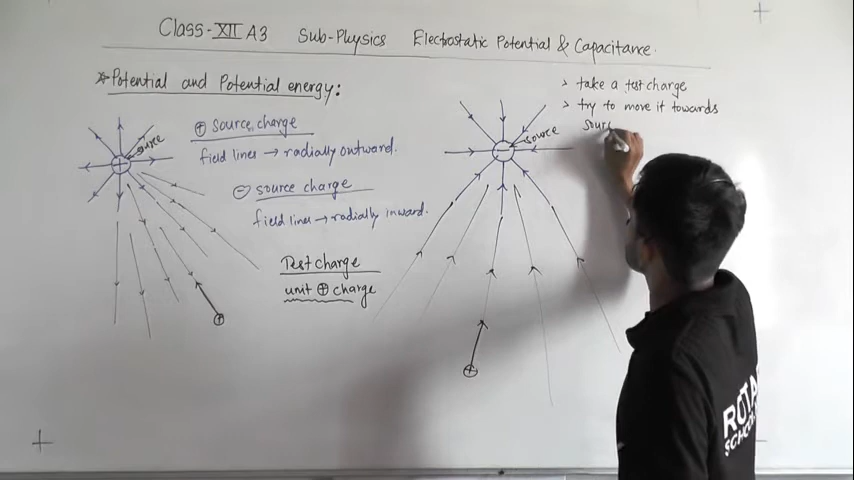 Class-XII A3 Sub-Physics Electrostatic Potential & Capacitance.
*Potential and Potential energy:
⊕ source charge
field lines → radially outward.
⊖ source charge
field lines → radially inward.
Test charge
unit ⊕ charge
source
+
+
source
-
+
> take a test charge
> try to move it towards
sourc